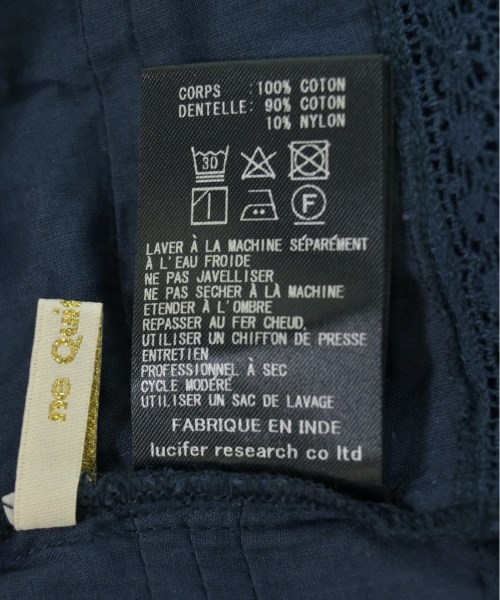 CORPS : 100% COTON
DENTELLE: 90% COTON
10% NYLON
30
F
LAVER À LA MACHINE SÉPARÉMENT
À L'EAU FROIDE
NE PAS JAVELLISER
NE PAS SECHER À LA MACHINE
ETENDER À L'OMBRE
REPASSER AU FER CHEUD,
UTILISER UN CHIFFON DE PRESSE
ENTRETIEN
PROFESSIONNEL À SEC
CYCLE MODÉRÉ
UTILISER UN SAC DE LAVAGE
FABRIQUE EN INDE
lucifer research co ltd